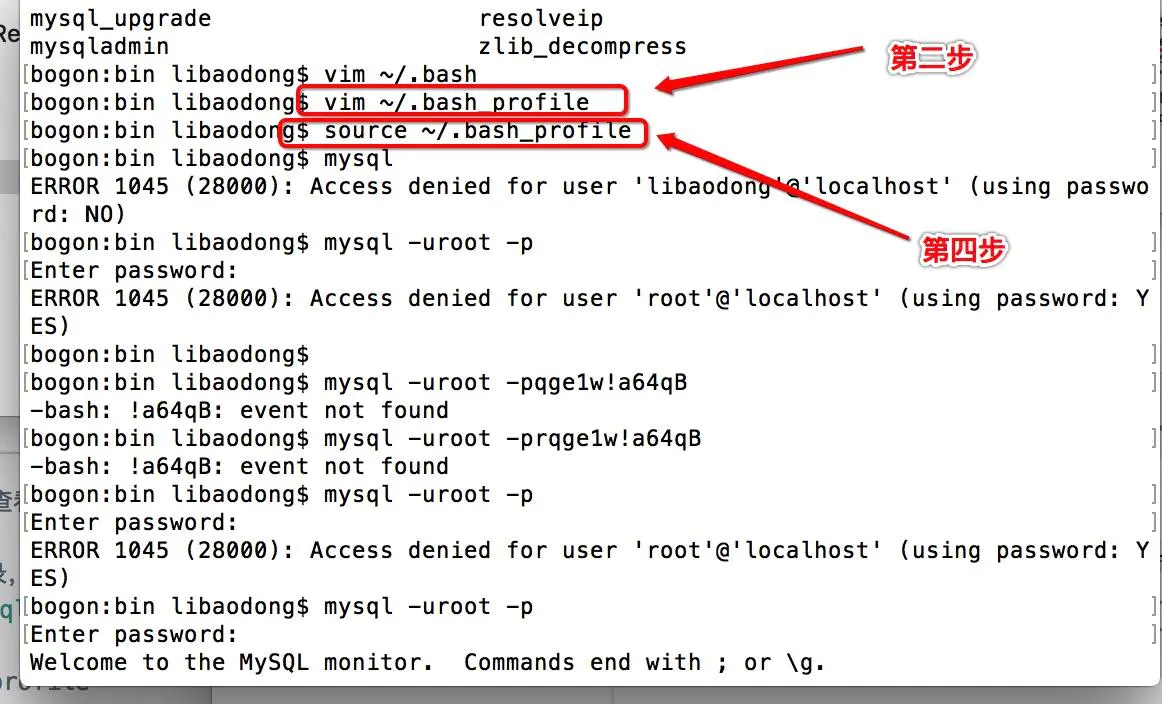 mysql_upgrade resolveip
mysqladmin zlib_decompress
[bogon:bin libaodong$ vim ~/.bash ]
[bogon:bin libaodong$ vim ~/.bash_profile ]
[bogon:bin libaodong$ source ~/.bash_profile ]
[bogon:bin libaodong$ mysql ]
第二步
ERROR 1045 (28000): Access denied for user 'libaodong'@'localhost' (using passwo
rd: NO)
[bogon:bin libaodong$ mysql -uroot -p ]
第四步
[Enter password: ]
ERROR 1045 (28000): Access denied for user 'root'@'localhost' (using password: Y
ES)
[bogon:bin libaodong$ ]
[bogon:bin libaodong$ mysql -uroot -pqge1w!a64qB ]
-bash: !a64qB: event not found
[bogon:bin libaodong$ mysql -uroot -prqge1w!a64qB ]
-bash: !a64qB: event not found
[bogon:bin libaodong$ mysql -uroot -p ]
[Enter password: ]
ERROR 1045 (28000): Access denied for user 'root'@'localhost' (using password: Y
ES)
[bogon:bin libaodong$ mysql -uroot -p ]
[Enter password: ]
Welcome to the MySQL monitor.  Commands end with ; or \g.